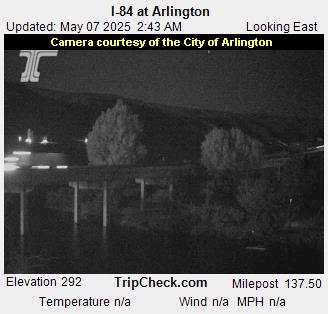 I-84 at Arlington
Updated: May 07 2025  2:43 AM   Looking East
Camera courtesy of the City of Arlington
Elevation 292   TripCheck.com   Milepost 137.50
Temperature n/a   Wind n/a   MPH n/a